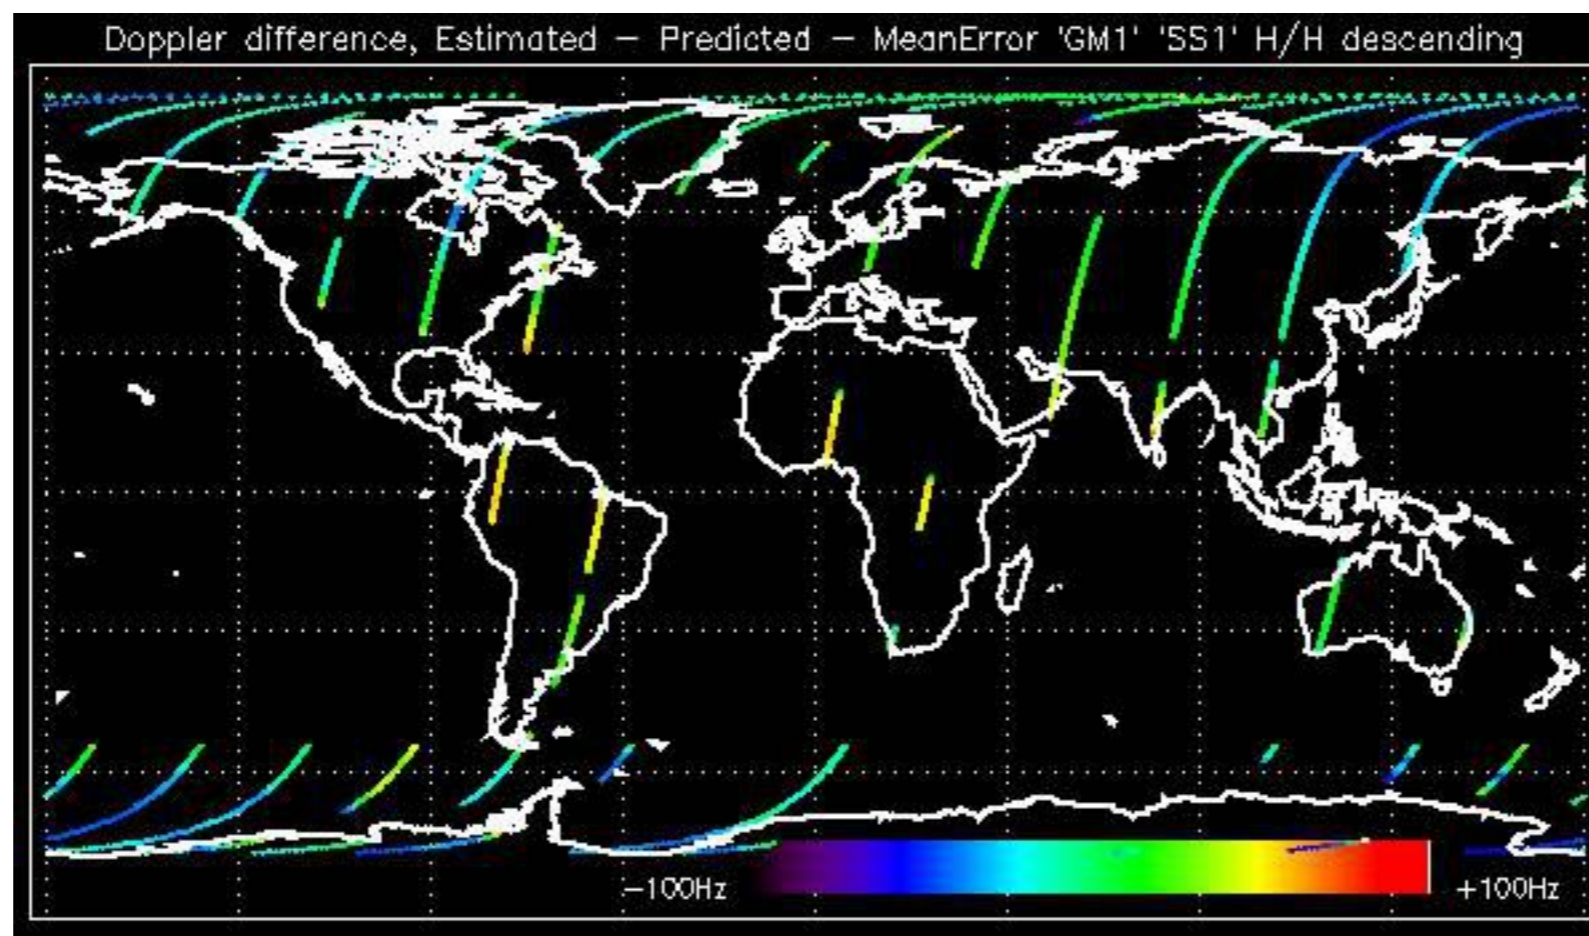 Doppler difference, Estimated – Predicted – MeanError 'GM1' 'SS1' H/H descending
–100Hz
+100Hz